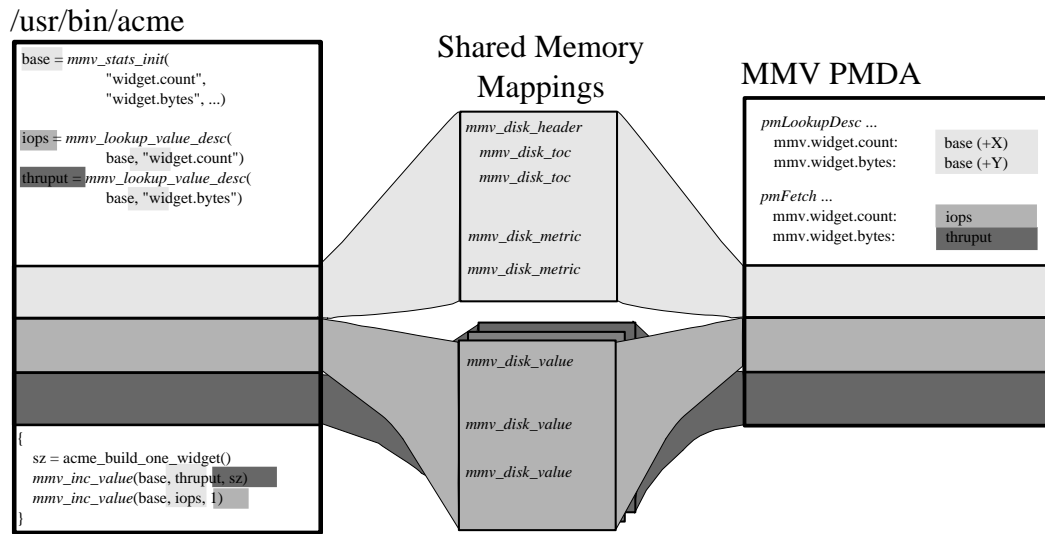 /usr/bin/acme
base = mmv_stats_init(
"widget.count",
"widget.bytes", ...)
iops = mmv_lookup_value_desc(
base, "widget.count")
thruput = mmv_lookup_value_desc(
base, "widget.bytes")
{
sz = acme_build_one_widget()
mmv_inc_value(base, thruput, sz)
mmv_inc_value(base, iops, 1)
}
Shared Memory
Mappings
mmv_disk_header
mmv_disk_toc
mmv_disk_toc
mmv_disk_metric
mmv_disk_metric
mmv_disk_value
mmv_disk_value
mmv_disk_value
MMV PMDA
pmLookupDesc ...
mmv.widget.count: base (+X)
mmv.widget.bytes: base (+Y)
pmFetch ...
mmv.widget.count: iops
mmv.widget.bytes: thruput